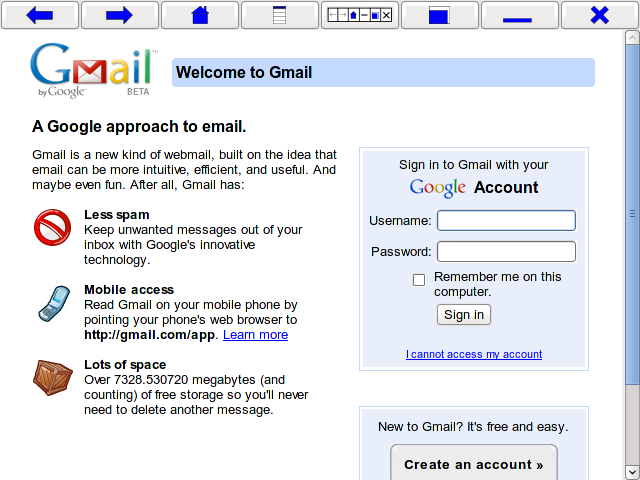 Gmail™
by Google
BETA
Welcome to Gmail
A Google approach to email.
Gmail is a new kind of webmail, built on the idea that
email can be more intuitive, efficient, and useful. And
maybe even fun. After all, Gmail has:
Less spam
Keep unwanted messages out of your
inbox with Google's innovative
technology.
Mobile access
Read Gmail on your mobile phone by
pointing your phone's web browser to
http://gmail.com/app. Learn more
Lots of space
Over 7328.530720 megabytes (and
counting) of free storage so you'll never
need to delete another message.
Sign in to Gmail with your
Google Account
Username:
Password:
Remember me on this
computer.
Sign in
I cannot access my account
New to Gmail? It's free and easy.
Create an account »